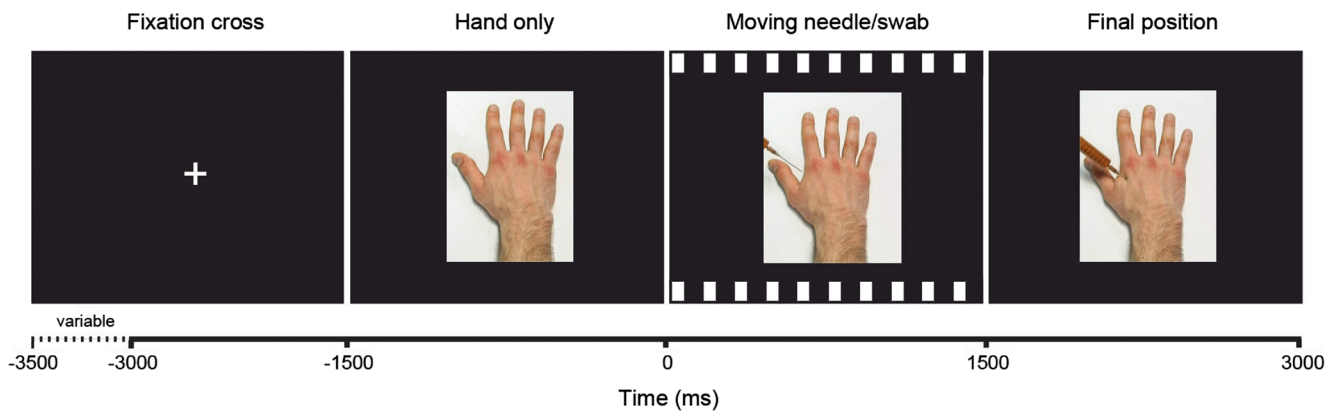 Fixation cross
Hand only
Moving needle/swab
Final position
variable
-3500
-3000
-1500
0
1500
3000
Time (ms)